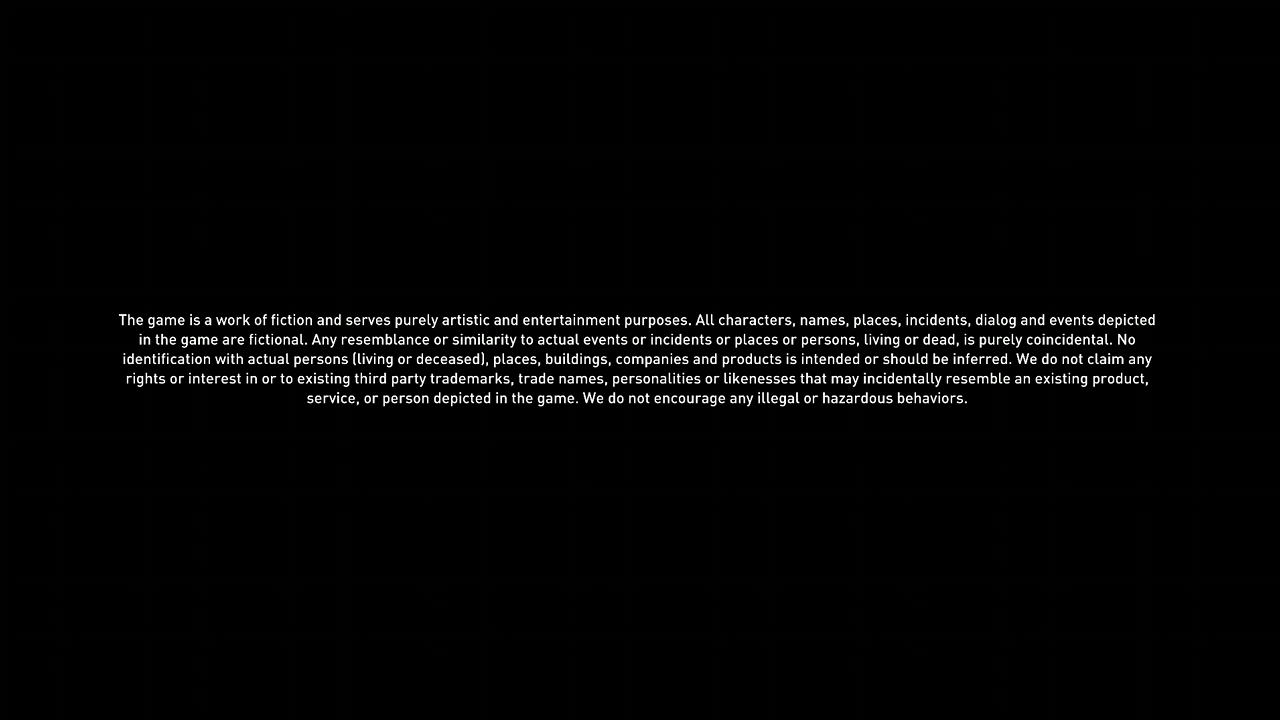 The game is a work of fiction and serves purely artistic and entertainment purposes. All characters, names, places, incidents, dialog and events depicted
in the game are fictional. Any resemblance or similarity to actual events or incidents or places or persons, living or dead, is purely coincidental. No
identification with actual persons (living or deceased), places, buildings, companies and products is intended or should be inferred. We do not claim any
rights or interest in or to existing third party trademarks, trade names, personalities or likenesses that may incidentally resemble an existing product,
service, or person depicted in the game. We do not encourage any illegal or hazardous behaviors.